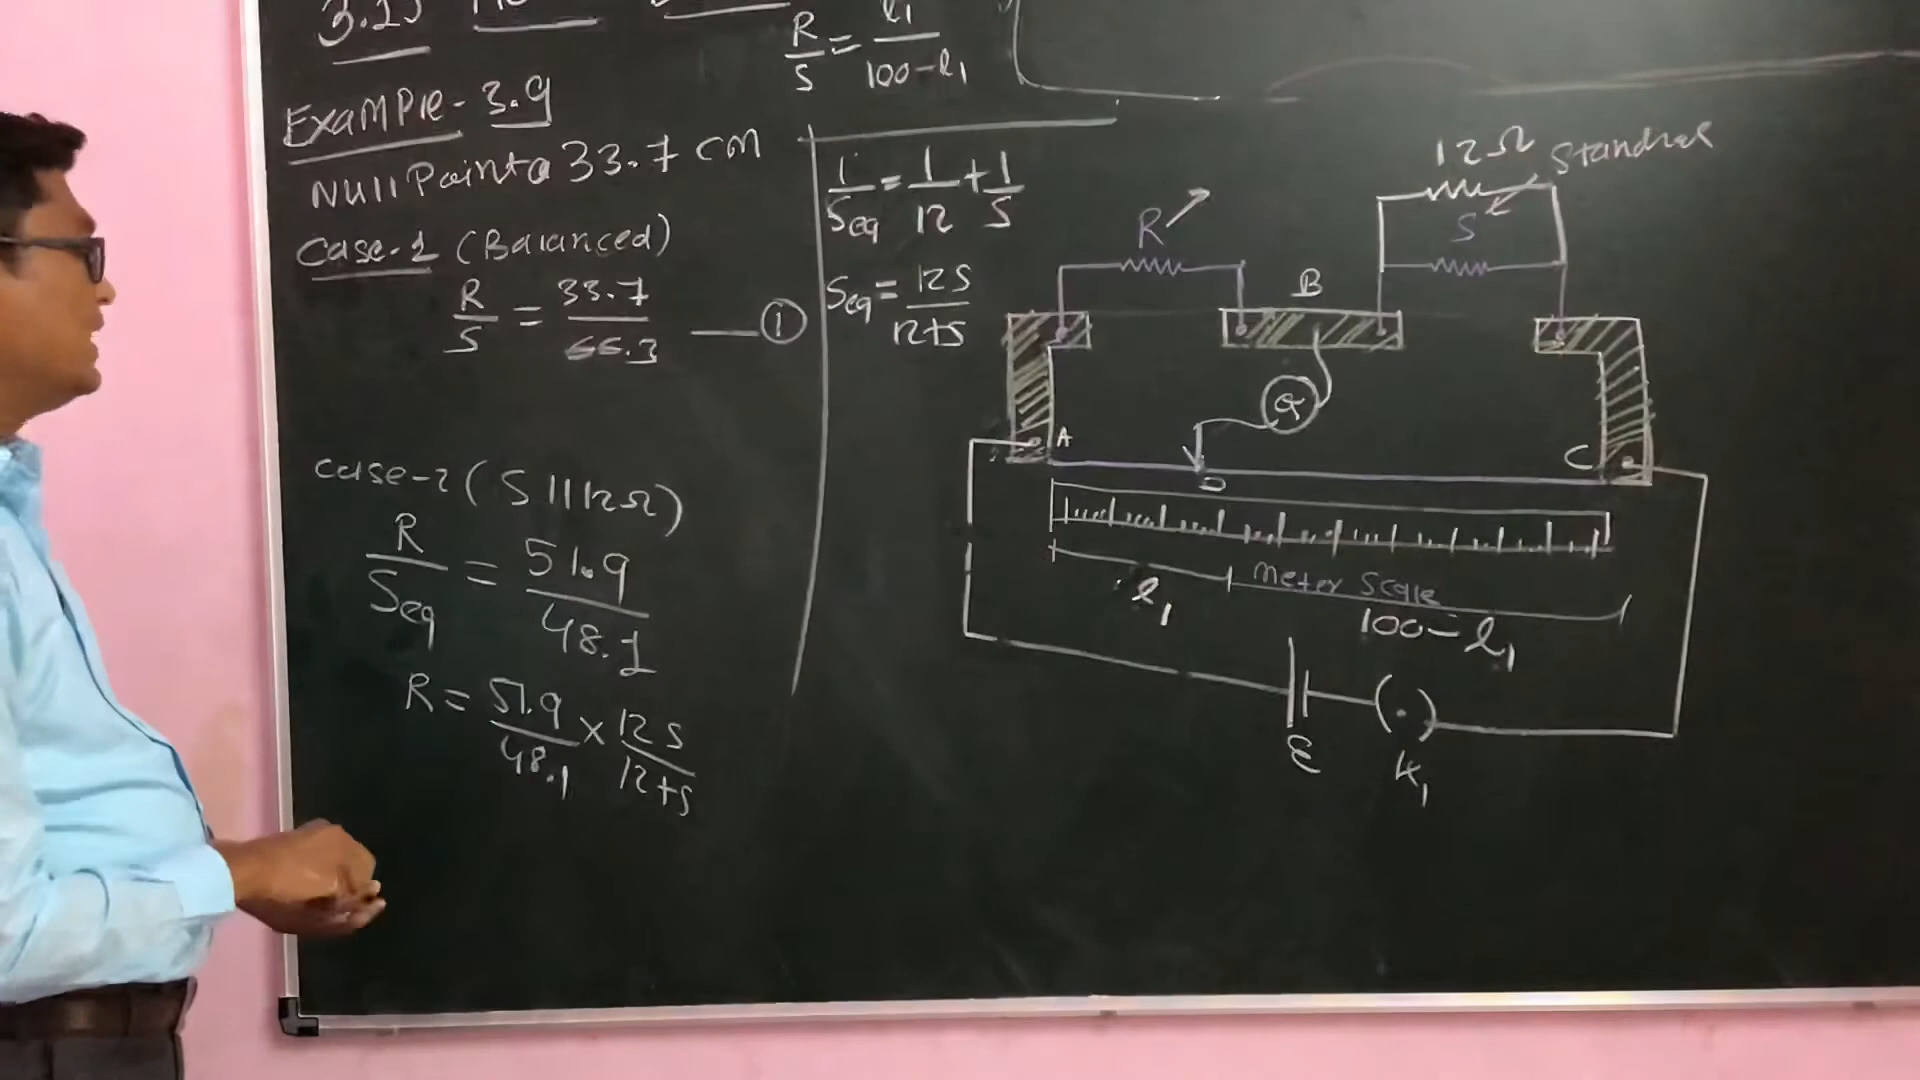 3.25
R/S = l₁/100-l₁
Example-3.9
Null Point a 33.7 cm
Case-1 (Balanced)
R/S = 33.7/66.3 — ①
Case-2 (S || 12Ω)
R/Seq = 51.9/48.1
R = 51.9/48.1 × 12S/12+S
1/Seq = 1/12 + 1/S
Seq = 12S/12+S
12Ω
R
S
B
G
A
C
D
Meter Scale
l₁
100-l₁
ε
K₁